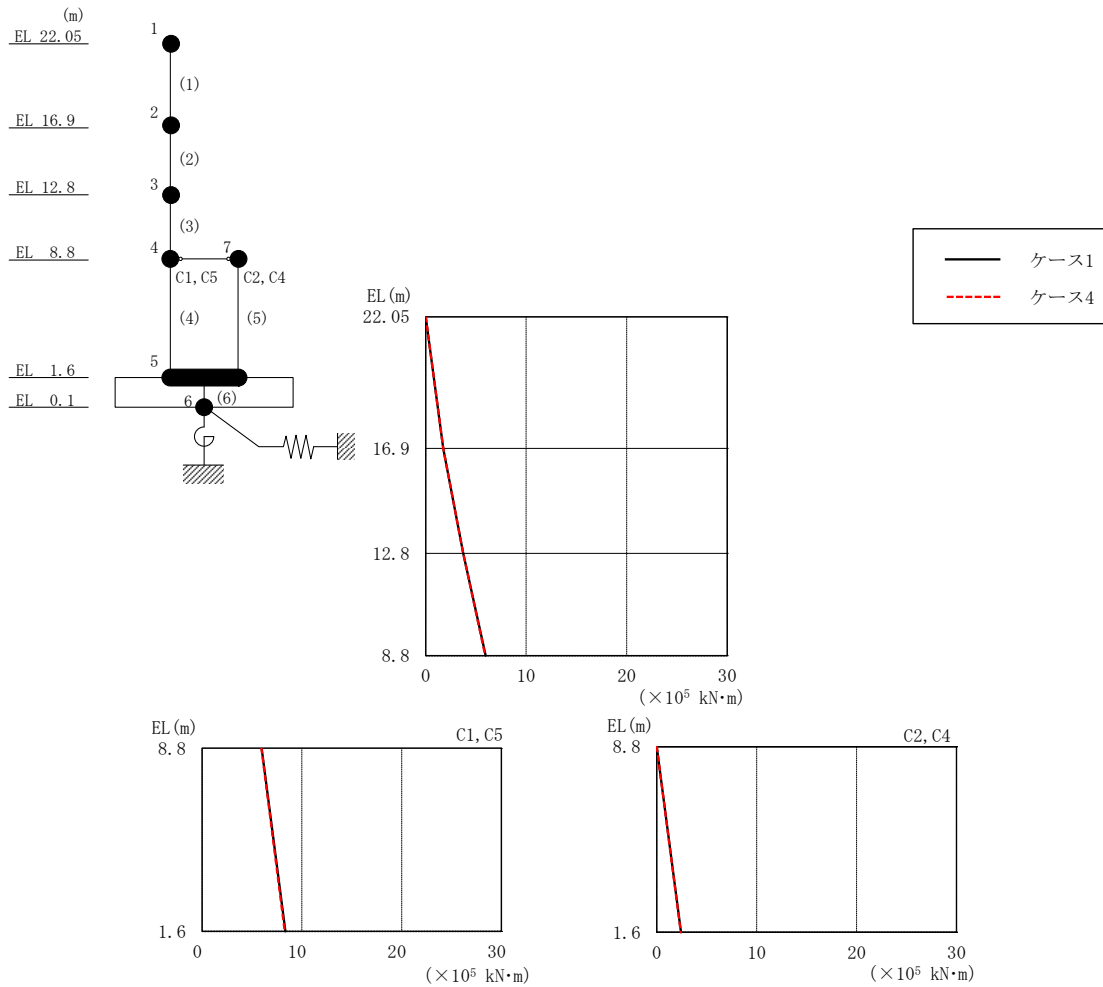 (m)
EL 22.05
EL 16.9
EL 12.8
EL 8.8
EL 1.6
EL 0.1
1
(1)
2
(2)
3
(3)
4
7
C1,C5
C2,C4
(4)
(5)
5
6
(6)
ケース1
ケース4
EL(m)
22.05
16.9
12.8
8.8
0
10
20
30
(×10⁵ kN・m)
EL(m)
C1,C5
8.8
1.6
0
10
20
30
(×10⁵ kN・m)
EL(m)
C2,C4
8.8
1.6
0
10
20
30
(×10⁵ kN・m)